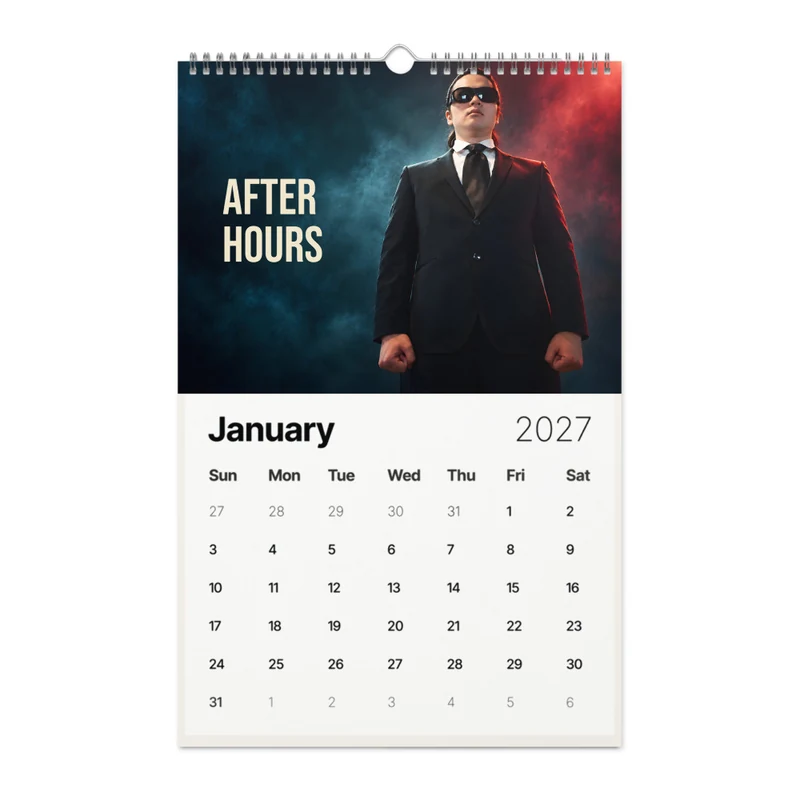 AFTER
HOURS
January 2027
Sun Mon Tue Wed Thu Fri Sat
27 28 29 30 31 1 2
3 4 5 6 7 8 9
10 11 12 13 14 15 16
17 18 19 20 21 22 23
24 25 26 27 28 29 30
31 1 2 3 4 5 6